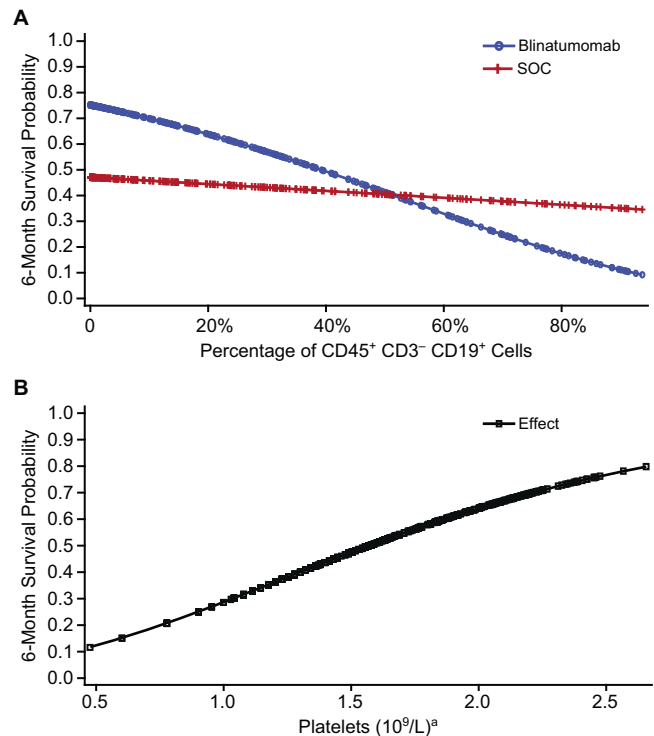 A
1.0
0.9
0.8
0.7
0.6
0.5
0.4
0.3
0.2
0.1
0.0
6-Month Survival Probability
Blinatumomab
SOC
0 20% 40% 60% 80%
Percentage of CD45⁺ CD3⁻ CD19⁺ Cells
B
1.0
0.9
0.8
0.7
0.6
0.5
0.4
0.3
0.2
0.1
0.0
6-Month Survival Probability
Effect
0.5 1.0 1.5 2.0 2.5
Platelets (10⁹/L)ᵃ